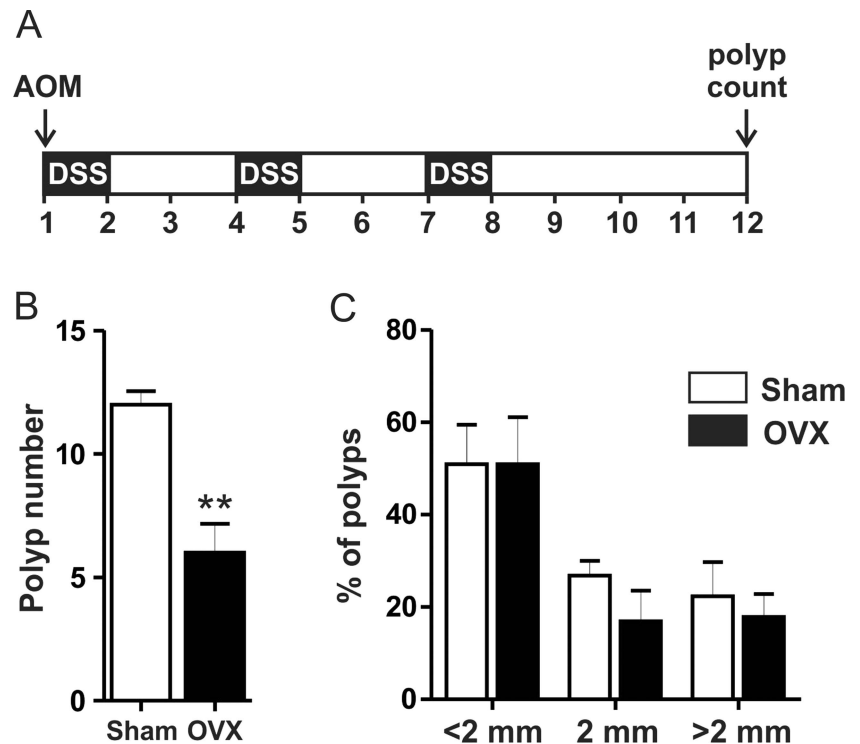 A
AOM
polyp
count
DSS DSS DSS
1 2 3 4 5 6 7 8 9 10 11 12
B
Polyp number
15
10
5
0
**
Sham OVX
C
% of polyps
80
60
40
20
0
<2 mm 2 mm >2 mm
Sham
OVX